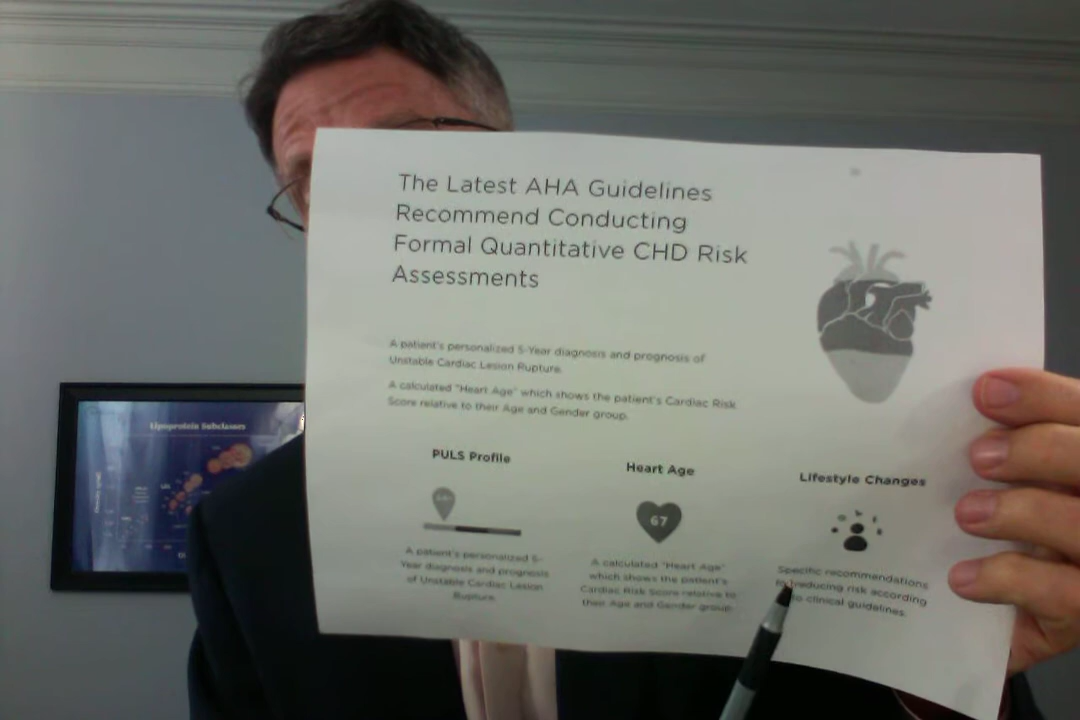 The Latest AHA Guidelines
Recommend Conducting
Formal Quantitative CHD Risk
Assessments
A patient's personalized 5-Year diagnosis and prognosis of
Unstable Cardiac Lesion Rupture.
A calculated "Heart Age" which shows the patient's Cardiac Risk
Score relative to their Age and Gender group.
PULS Profile
A patient's personalized 5-
Year diagnosis and prognosis
of Unstable Cardiac Lesion
Rupture.
Heart Age
67
A calculated "Heart Age"
which shows the patient's
Cardiac Risk Score relative to
their Age and Gender group.
Lifestyle Changes
Specific recommendations
reducing risk according
to clinical guidelines.
Lipoprotein Subclasses